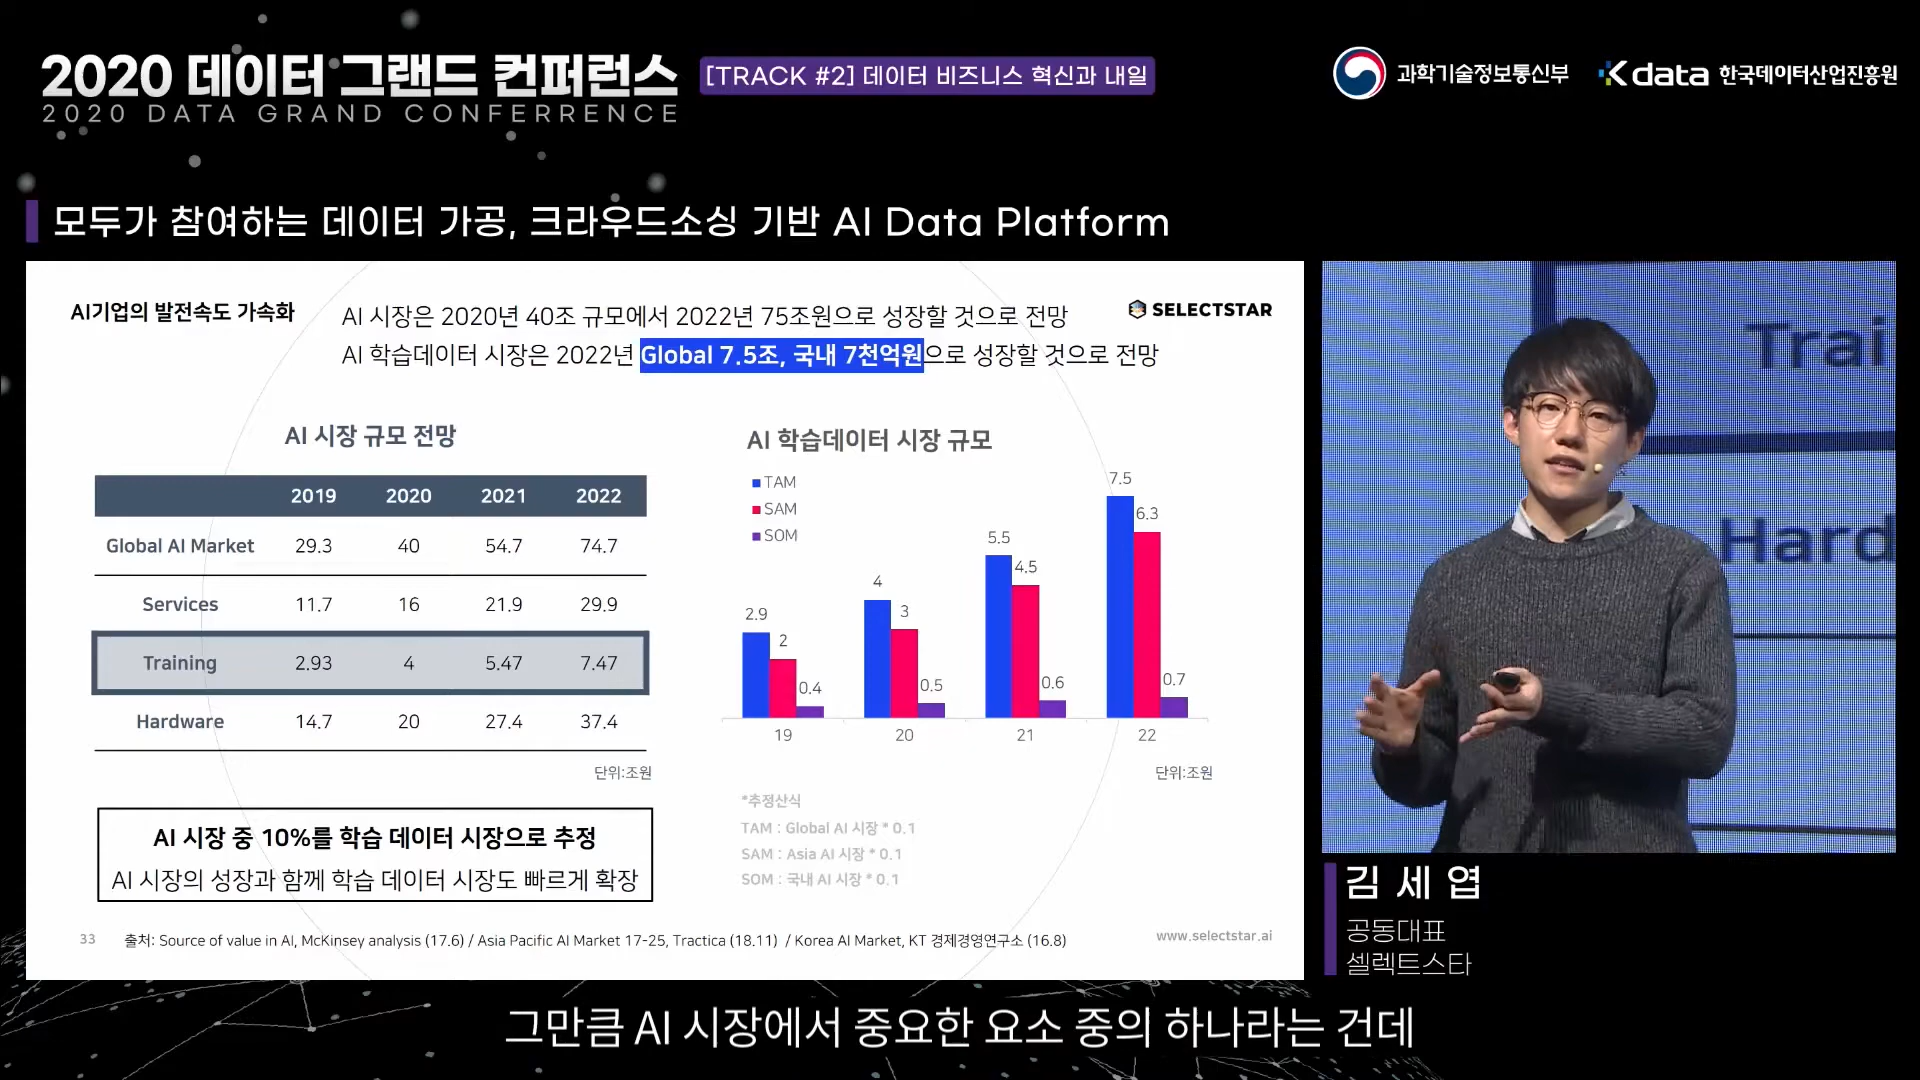 2020 데이터 그랜드 컨퍼런스
2020 DATA GRAND CONFERRENCE
[TRACK #2] 데이터 비즈니스 혁신과 내일
과학기술정보통신부
Kdata 한국데이터산업진흥원
모두가 참여하는 데이터 가공, 크라우드소싱 기반 AI Data Platform
AI기업의 발전속도 가속화
AI 시장은 2020년 40조 규모에서 2022년 75조원으로 성장할 것으로 전망
AI 학습데이터 시장은 2022년 Global 7.5조, 국내 7천억원으로 성장할 것으로 전망
SELECTSTAR
AI 시장 규모 전망
2019 2020 2021 2022
Global AI Market 29.3 40 54.7 74.7
Services 11.7 16 21.9 29.9
Training 2.93 4 5.47 7.47
Hardware 14.7 20 27.4 37.4
단위:조원
AI 시장 중 10%를 학습 데이터 시장으로 추정
AI 시장의 성장과 함께 학습 데이터 시장도 빠르게 확장
AI 학습데이터 시장 규모
TAM
SAM
SOM
2.9 2 0.4
4 3 0.5
5.5 4.5 0.6
7.5 6.3 0.7
19 20 21 22
단위:조원
*추정산식
TAM : Global AI 시장 * 0.1
SAM : Asia AI 시장 * 0.1
SOM : 국내 AI 시장 * 0.1
33
출처: Source of value in AI, McKinsey analysis (17.6) / Asia Pacific AI Market 17-25, Tractica (18.11) / Korea AI Market, KT 경제경영연구소 (16.8)
www.selectstar.ai
Trai
Hard
김세엽
공동대표
셀렉트스타
그만큼 AI 시장에서 중요한 요소 중의 하나라는 건데